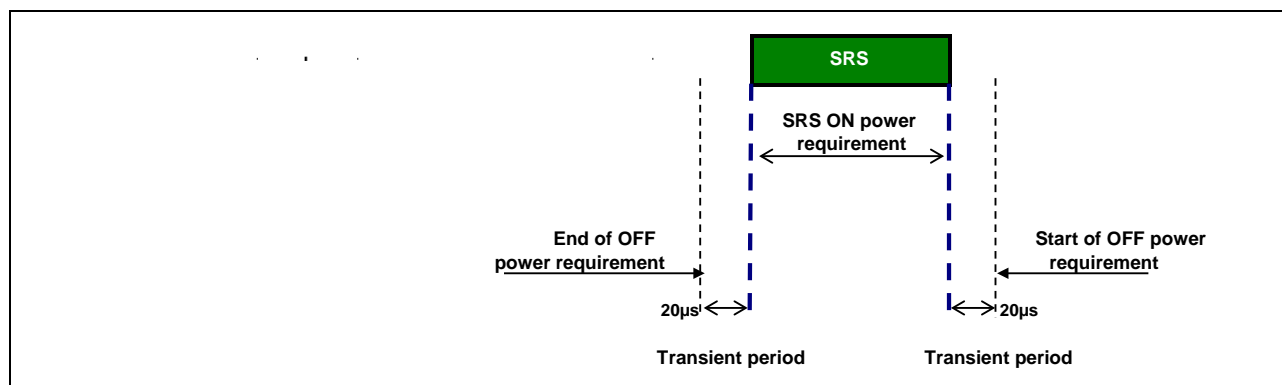 SRS
SRS ON power
requirement
End of OFF
power requirement
Start of OFF power
requirement
20µs
20µs
Transient period
Transient period